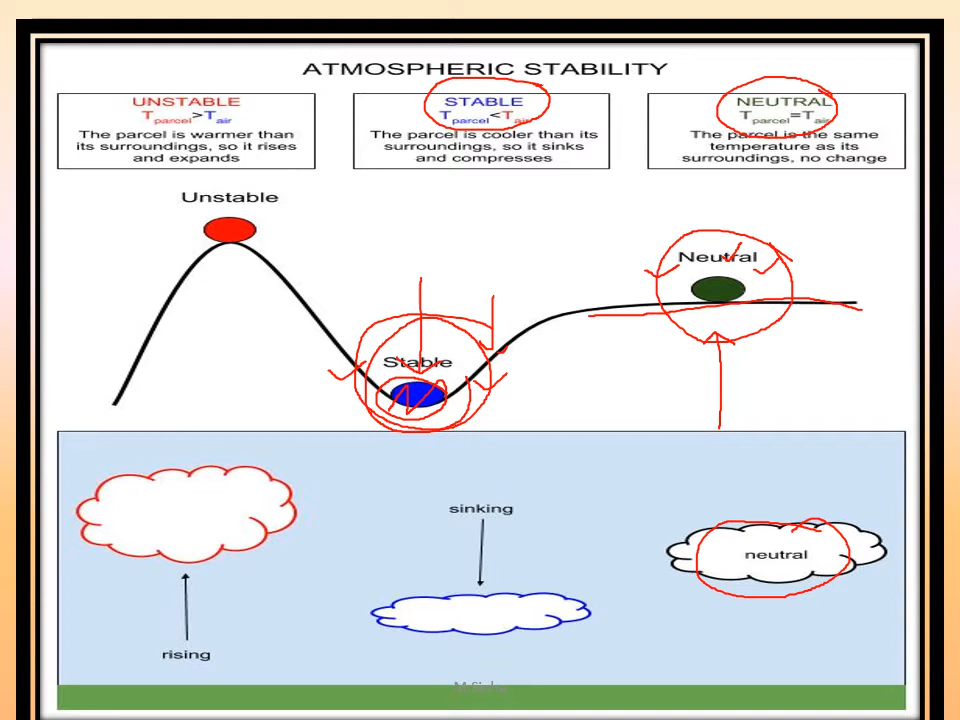 ATMOSPHERIC STABILITY
UNSTABLE
Tparcel>Tair
The parcel is warmer than
its surroundings, so it rises
and expands
STABLE
Tparcel<Tair
The parcel is cooler than its
surroundings, so it sinks
and compresses
NEUTRAL
Tparcel=Tair
The parcel is the same
temperature as its
surroundings, no change
Unstable
Neutral
Stable
sinking
neutral
rising